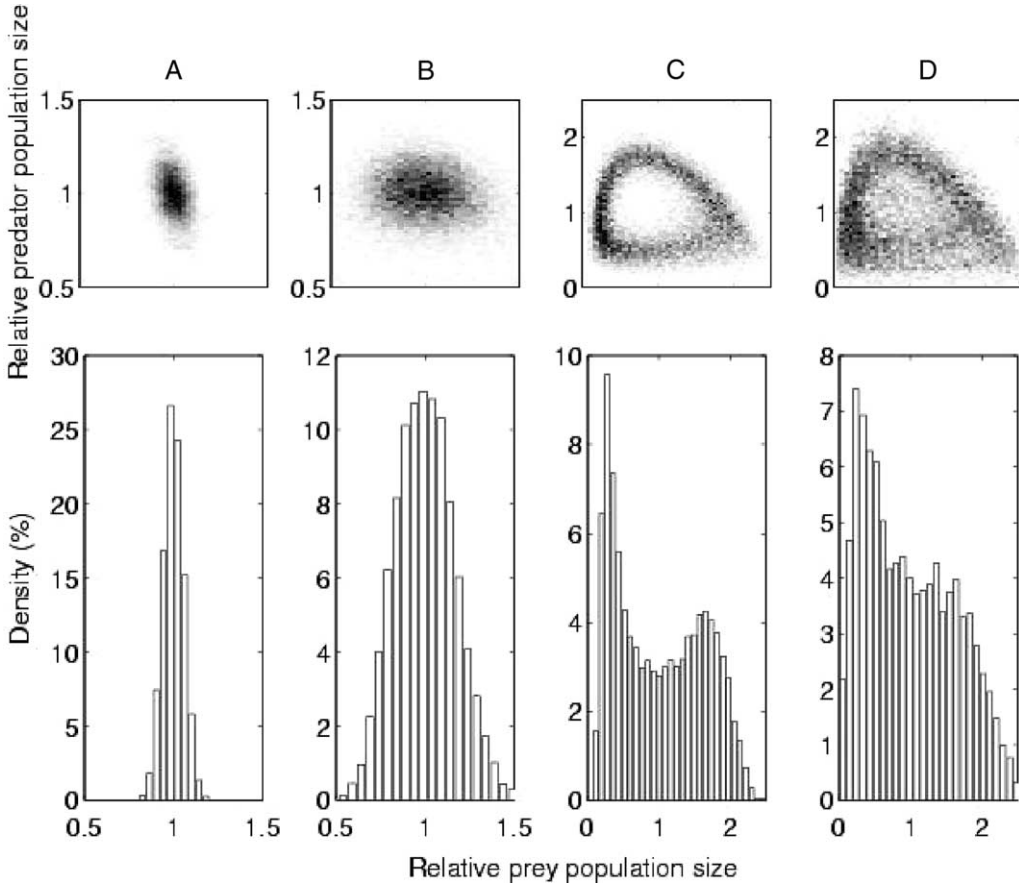 A B C D
Relative predator population size
1.5 1 0.5
1.5 1 0.5
2 1 0
2 1 0
Density (%)
30 25 20 15 10 5 0
12 10 8 6 4 2 0
10 8 6 4 2 0
8 7 6 5 4 3 2 1 0
0.5 1 1.5
0.5 1 1.5
0 1 2
0 1 2
Relative prey population size